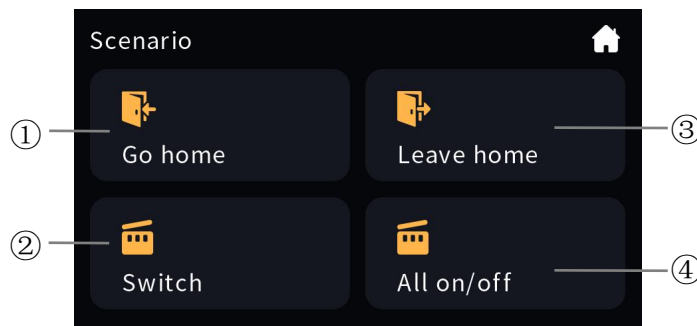 Scenario
① Go home
③ Leave home
② Switch
④ All on/off